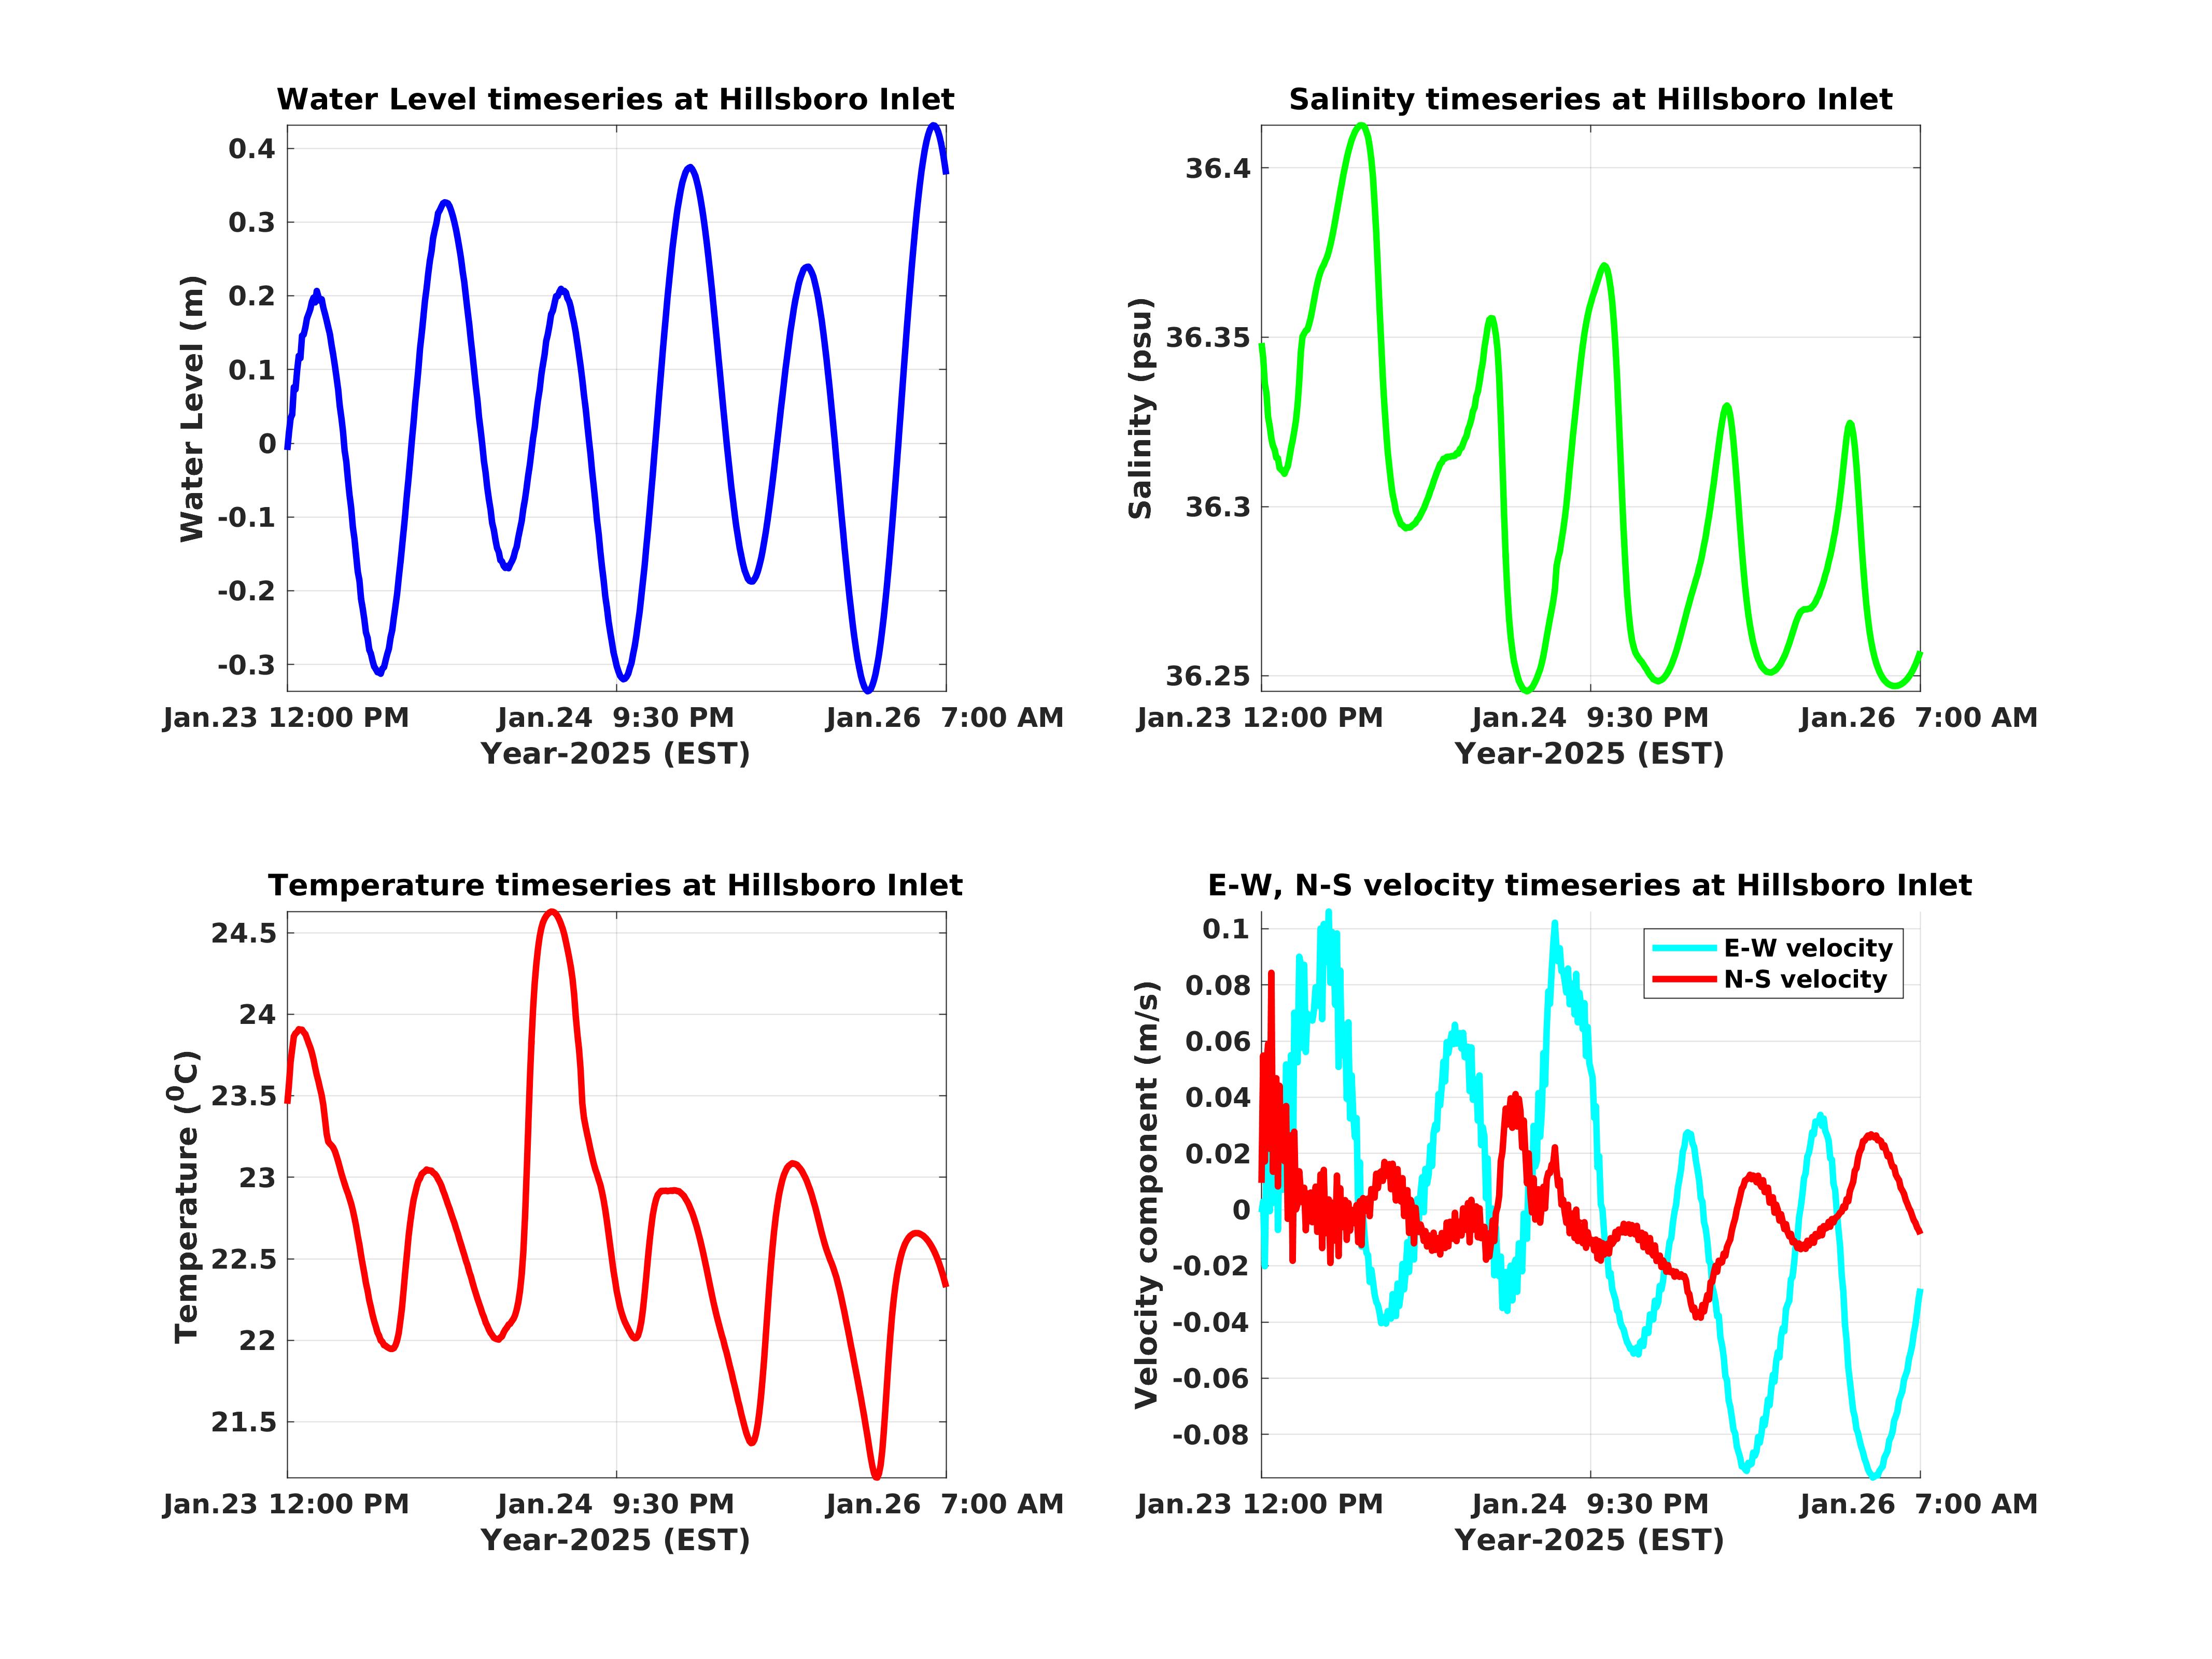 Water Level timeseries at Hillsboro Inlet
Water Level (m)
0.4
0.3
0.2
0.1
0
-0.1
-0.2
-0.3
Jan.23 12:00 PM
Jan.24 9:30 PM
Jan.26 7:00 AM
Year-2025 (EST)
Salinity timeseries at Hillsboro Inlet
Salinity (psu)
36.4
36.35
36.3
36.25
Jan.23 12:00 PM
Jan.24 9:30 PM
Jan.26 7:00 AM
Year-2025 (EST)
Temperature timeseries at Hillsboro Inlet
Temperature (⁰C)
24.5
24
23.5
23
22.5
22
21.5
Jan.23 12:00 PM
Jan.24 9:30 PM
Jan.26 7:00 AM
Year-2025 (EST)
E-W, N-S velocity timeseries at Hillsboro Inlet
Velocity component (m/s)
0.1
0.08
0.06
0.04
0.02
0
-0.02
-0.04
-0.06
-0.08
E-W velocity
N-S velocity
Jan.23 12:00 PM
Jan.24 9:30 PM
Jan.26 7:00 AM
Year-2025 (EST)